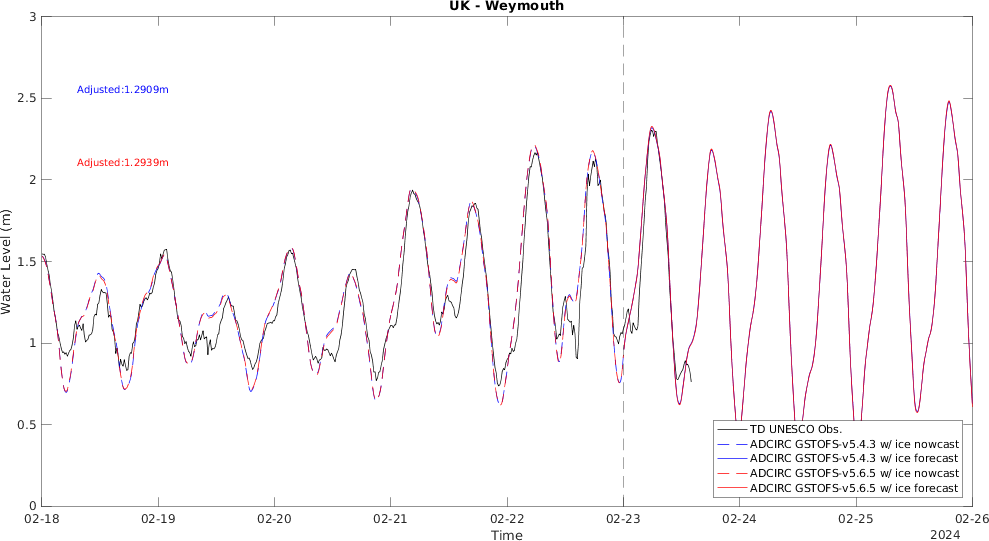 UK - Weymouth
3
2.5
2
1.5
1
0.5
0
Water Level (m)
Adjusted:1.2909m
Adjusted:1.2939m
TD UNESCO Obs.
ADCIRC GSTOFS-v5.4.3 w/ ice nowcast
ADCIRC GSTOFS-v5.4.3 w/ ice forecast
ADCIRC GSTOFS-v5.6.5 w/ ice nowcast
ADCIRC GSTOFS-v5.6.5 w/ ice forecast
02-18 02-19 02-20 02-21 02-22 02-23 02-24 02-25 02-26
Time
2024